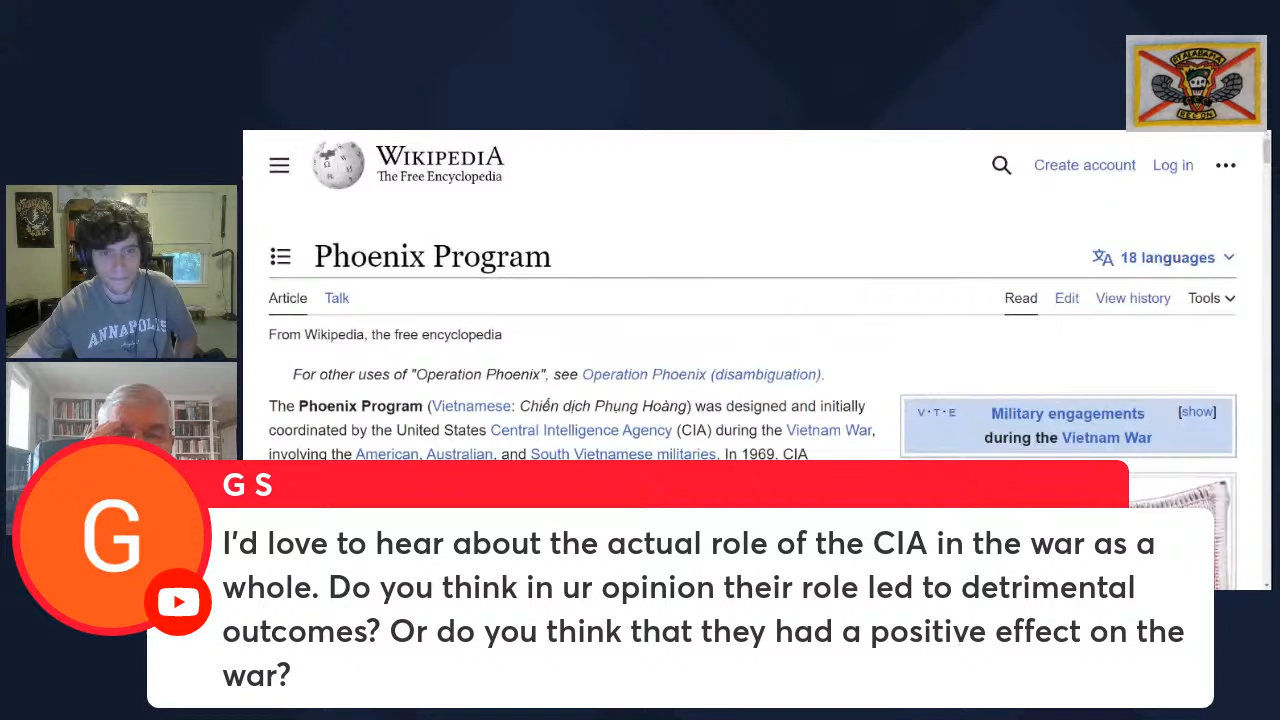 RT ALABAMA
RECON
WIKIPEDIA
The Free Encyclopedia
Create account
Log in
Phoenix Program
18 languages
Article
Talk
Read
Edit
View history
Tools
From Wikipedia, the free encyclopedia
For other uses of "Operation Phoenix", see Operation Phoenix (disambiguation).
The Phoenix Program (Vietnamese: Chiến dịch Phụng Hoàng) was designed and initially
coordinated by the United States Central Intelligence Agency (CIA) during the Vietnam War,
involving the American, Australian, and South Vietnamese militaries. In 1969, CIA
V·T·E
Military engagements
[show]
during the Vietnam War
ANNAPOLIS
G
G S
I'd love to hear about the actual role of the CIA in the war as a
whole. Do you think in ur opinion their role led to detrimental
outcomes? Or do you think that they had a positive effect on the
war?